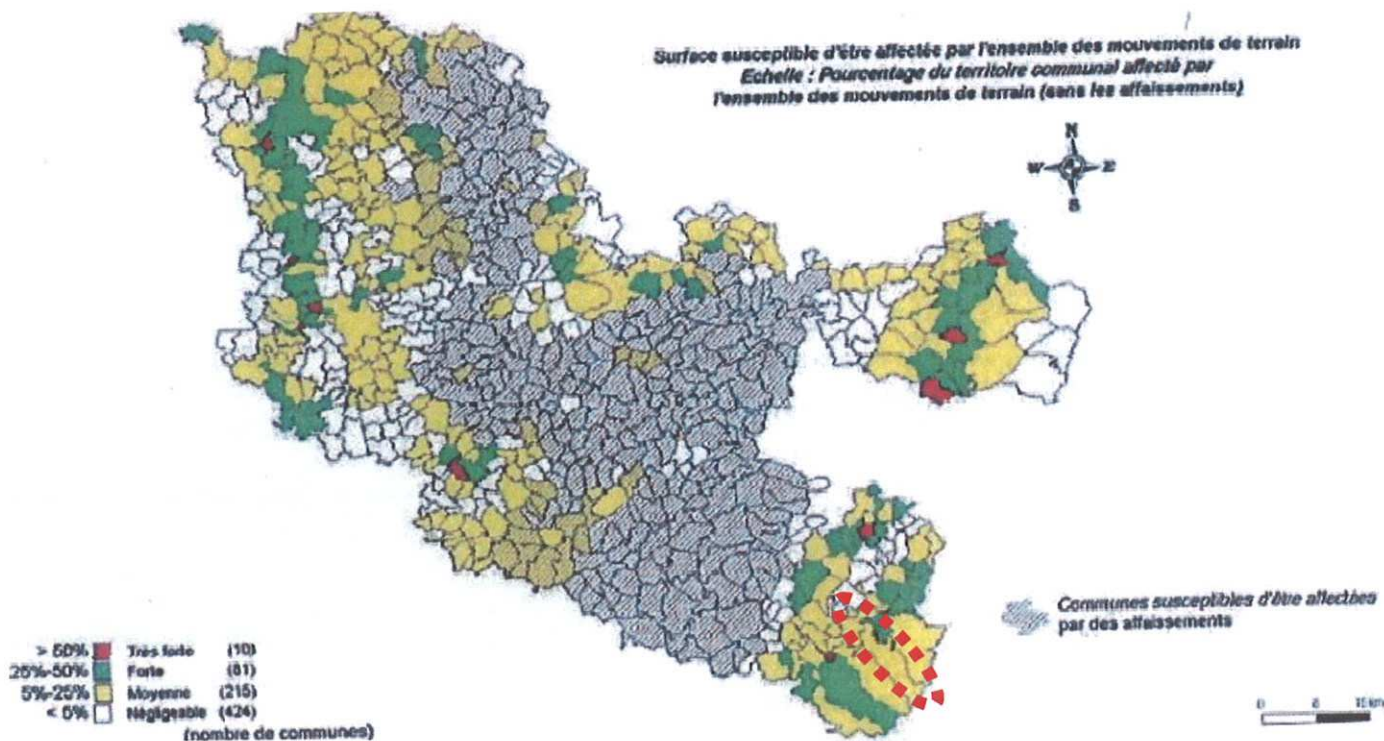 Surface susceptible d'être affectée par l'ensemble des mouvements de terrain
Echelle : Pourcentage du territoire communal affecté par
l'ensemble des mouvements de terrain (sans les affaissements)
N
W E
S
Communes susceptibles d'être affectées
par des affaissements
> 50% Très forte (10)
25%-50% Forte (81)
5%-25% Moyenne (215)
< 5% Négligeable (424)
(nombre de communes)
0 8 15 km